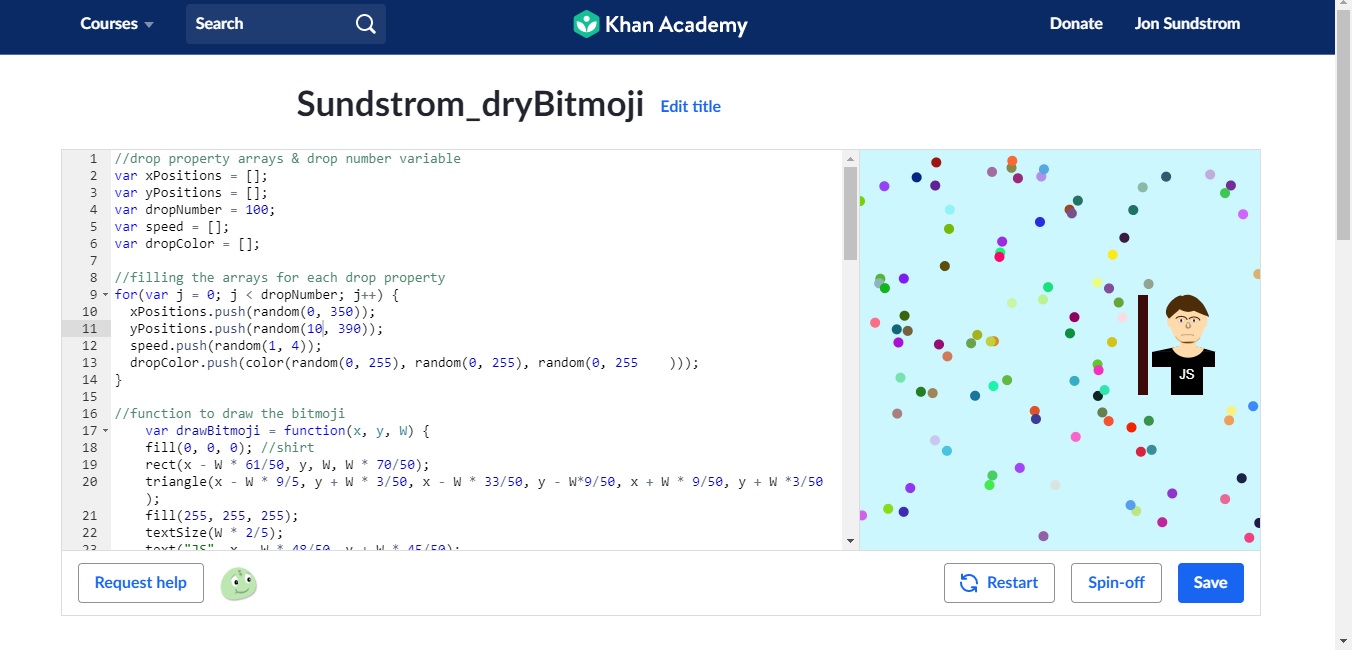 Courses Search Khan Academy Donate Jon Sundstrom
Sundstrom_dryBitmoji Edit title
1 //drop property arrays & drop number variable
2 var xPositions = [];
3 var yPositions = [];
4 var dropNumber = 100;
5 var speed = [];
6 var dropColor = [];
7
8 //filling the arrays for each drop property
9 for(var j = 0; j < dropNumber; j++) {
10 xPositions.push(random(0, 350));
11 yPositions.push(random(10, 390));
12 speed.push(random(1, 4));
13 dropColor.push(color(random(0, 255), random(0, 255), random(0, 255    )));
14 }
15
16 //function to draw the bitmoji
17 var drawBitmoji = function(x, y, W) {
18 fill(0, 0, 0); //shirt
19 rect(x - W * 61/50, y, W, W * 70/50);
20 triangle(x - W * 9/5, y + W * 3/50, x - W * 33/50, y - W*9/50, x + W * 9/50, y + W *3/50
);
21 fill(255, 255, 255);
22 textSize(W * 2/5);
23 text("JS", x - W * 48/50, y + W * 45/50);
JS
Request help Restart Spin-off Save